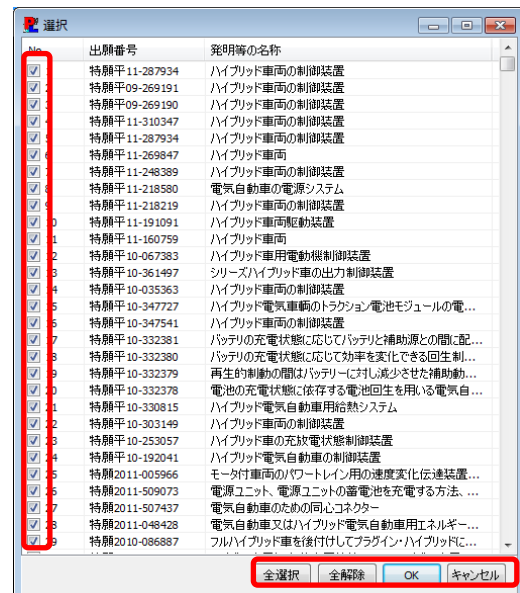 選択
No 出願番号 発明等の名称
1 特願平11-287934 ハイブリッド車両の制御装置
2 特願平09-269191 ハイブリッド車両の制御装置
3 特願平09-269190 ハイブリッド車両の制御装置
4 特願平11-310347 ハイブリッド車両の制御装置
5 特願平11-287934 ハイブリッド車両の制御装置
6 特願平11-269847 ハイブリッド車両
7 特願平11-248389 ハイブリッド車両の制御装置
8 特願平11-218580 電気自動車の電源システム
9 特願平11-218219 ハイブリッド車両の制御装置
10 特願平11-191091 ハイブリッド車両駆動装置
11 特願平11-160759 ハイブリッド車両
12 特願平10-067383 ハイブリッド車用電動機制御装置
13 特願平10-361497 シリーズハイブリッド車の出力制御装置
14 特願平10-035363 ハイブリッド車両の制御装置
15 特願平10-347727 ハイブリッド電気車輌のトラクション電池モジュールの電...
16 特願平10-347541 ハイブリッド車両の制御装置
17 特願平10-332381 バッテリの充電状態に応じてバッテリと補助源との間に配...
18 特願平10-332380 バッテリの充電状態に応じて効率を変化できる回生制...
19 特願平10-332379 再生的制動の間はバッテリーに対し減少させた補助動...
20 特願平10-332378 電池の充電状態に依存する電池回生を用いる電気自...
21 特願平10-330815 ハイブリッド電気自動車用給熱システム
22 特願平10-303149 ハイブリッド車両の制御装置
23 特願平10-253057 ハイブリッド車の充放電状態制御装置
24 特願平10-192041 ハイブリッド電気自動車の制御装置
25 特願2011-005966 モータ付車両のパワートレイン用の速度変化伝達装置...
26 特願2011-509073 電源ユニット、電源ユニットの蓄電池を充電する方法、...
27 特願2011-507437 電気自動車のための同心コネクター
28 特願2011-048428 電気自動車又はハイブリッド電気自動車用エネルギー...
29 特願2010-086887 フルハイブリッド車を後付けしてプラグイン・ハイブリッドに...
全選択 全解除 OK キャンセル